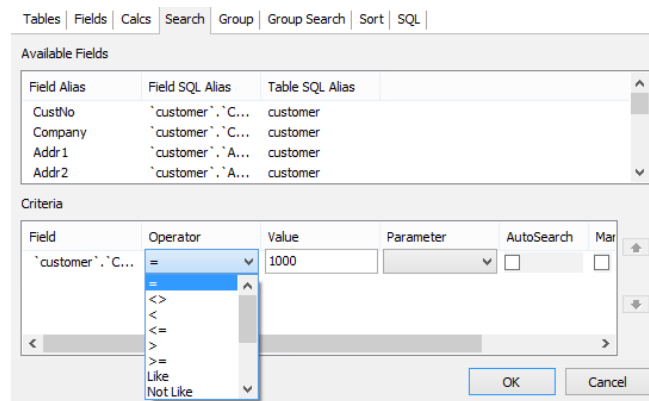 Tables Fields Calcs Search Group Group Search Sort SQL
Available Fields
Field Alias Field SQL Alias Table SQL Alias
CustNo `customer`.`C... customer
Company `customer`.`C... customer
Addr1 `customer`.`A... customer
Addr2 `customer`.`A... customer
Criteria
Field Operator Value Parameter AutoSearch Mar
`customer`.`C... = 1000
=
<>
<
<=
>
>=
Like
Not Like
OK Cancel